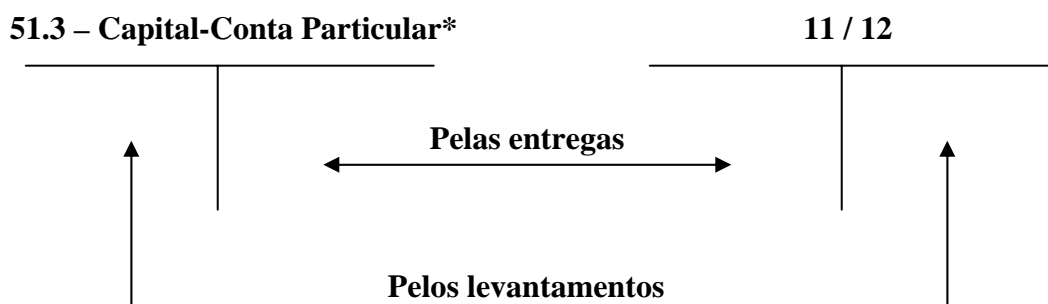 51.3 – Capital-Conta Particular* 11 / 12
Pelas entregas
Pelos levantamentos